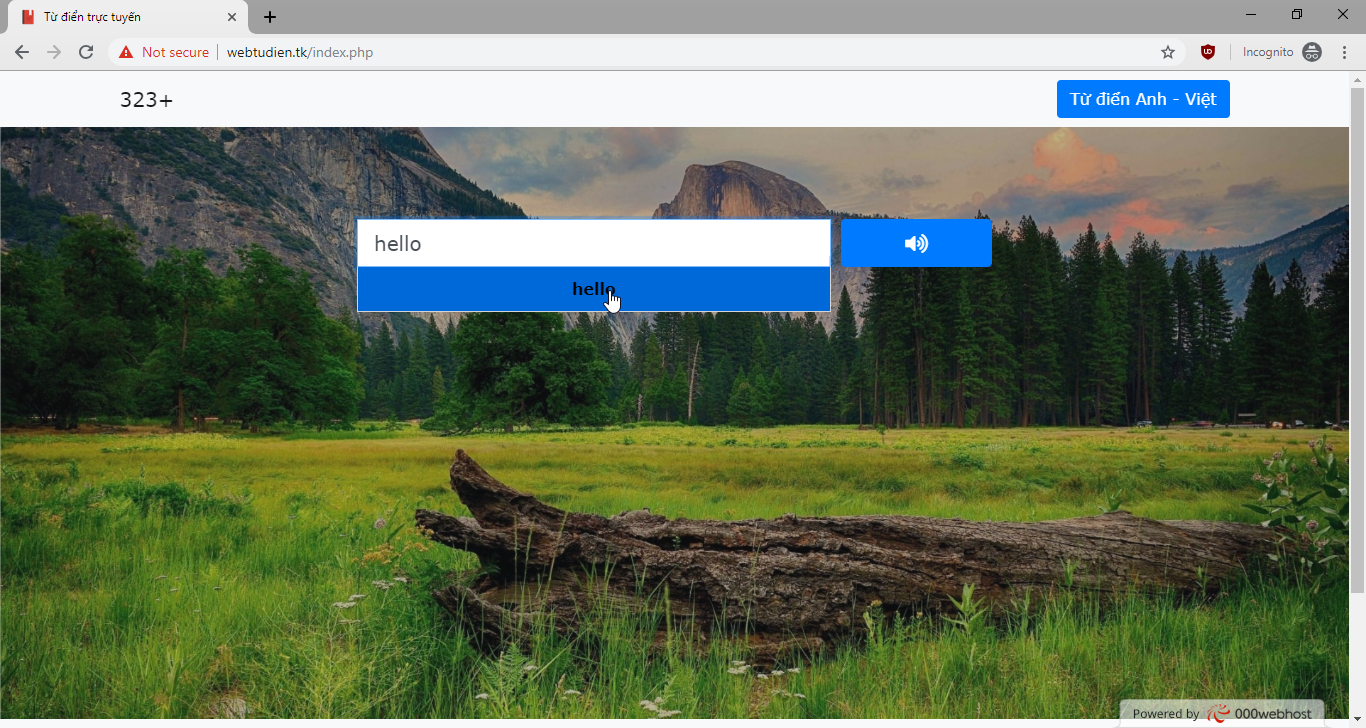 Từ điển trực tuyến
Not secure
webtudien.tk/index.php
Incognito
323+
Từ điển Anh - Việt
hello
hello
Powered by 000webhost